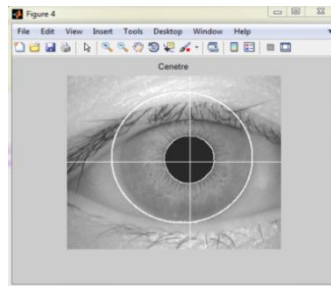 Figure 4
File Edit View Insert Tools Desktop Window Help
Cenetre